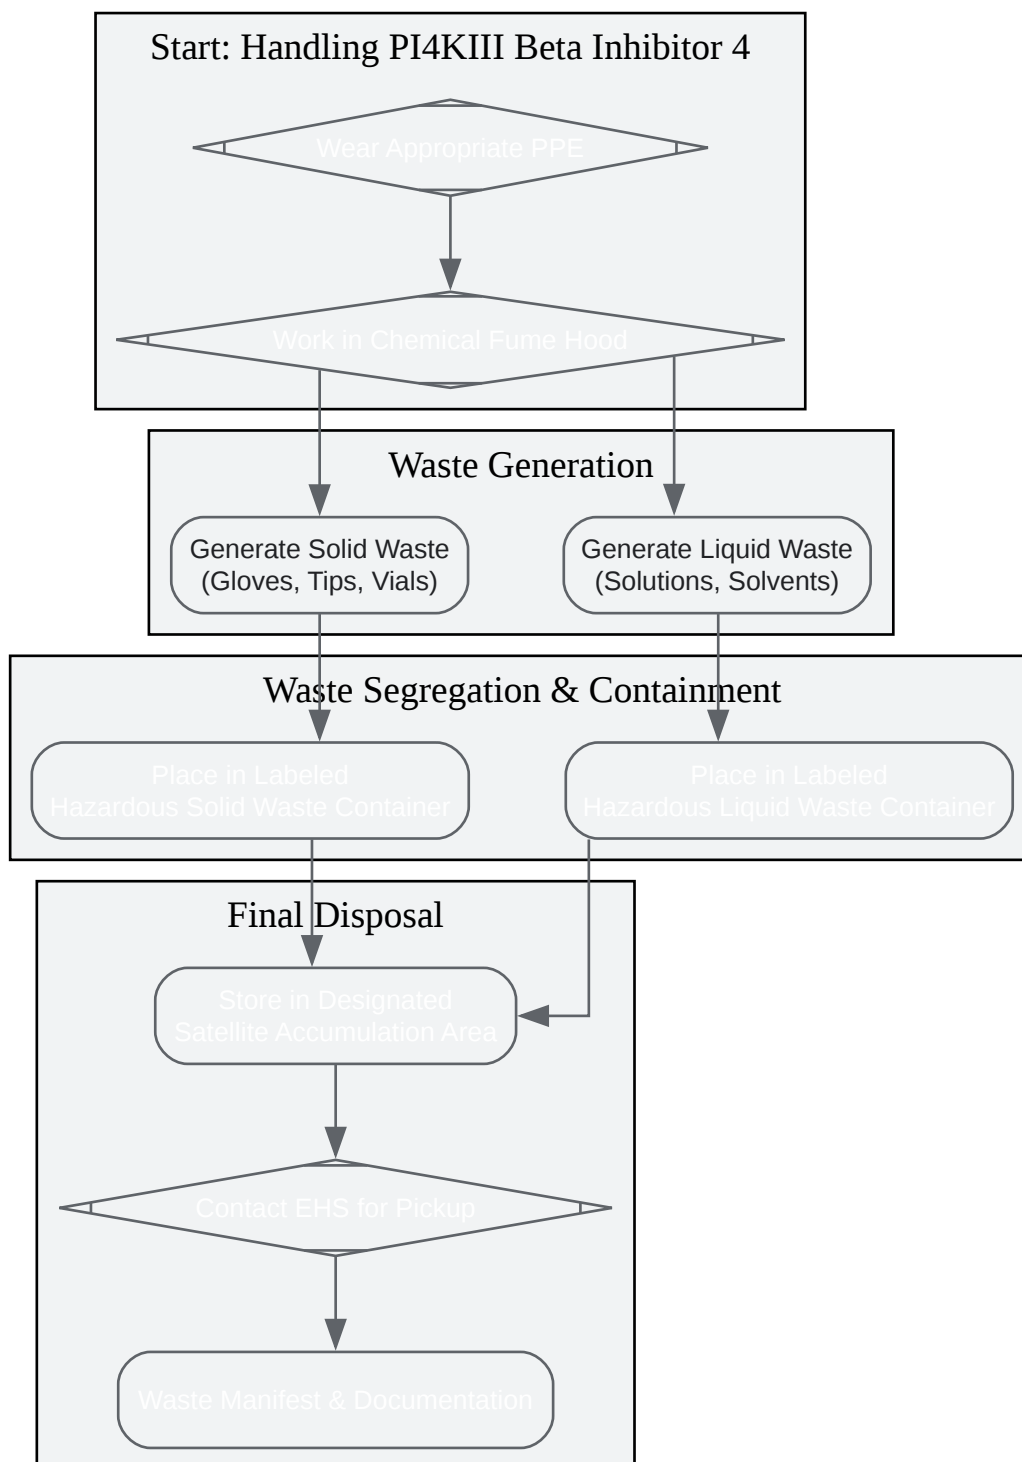 Start: Handling PI4KIII Beta Inhibitor 4
Wear Appropriate PPE
Work in Chemical Fume Hood
Waste Generation
Generate Solid Waste
(Gloves, Tips, Vials)
Generate Liquid Waste
(Solutions, Solvents)
Waste Segregation & Containment
Place in Labeled
Hazardous Solid Waste Container
Place in Labeled
Hazardous Liquid Waste Container
Final Disposal
Store in Designated
Satellite Accumulation Area
Contact EHS for Pickup
Waste Manifest & Documentation